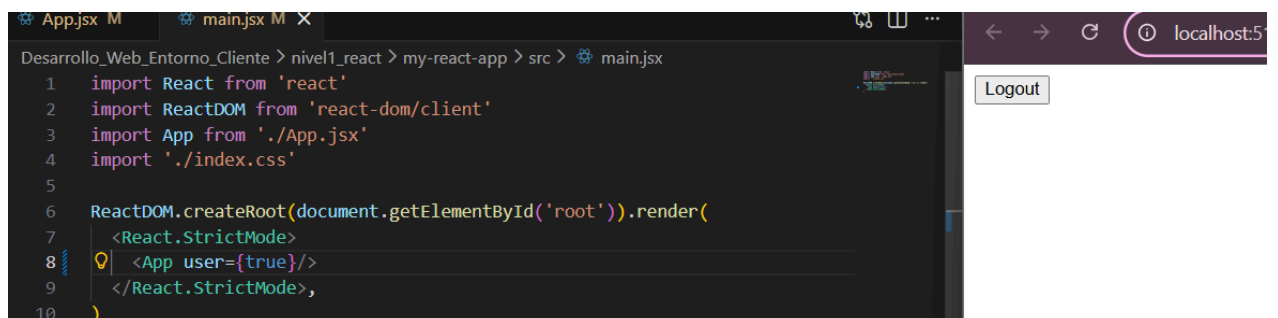 App.jsx M main.jsx M
Desarrollo_Web_Entorno_Cliente > nivel1_react > my-react-app > src > main.jsx
1 import React from 'react'
2 import ReactDOM from 'react-dom/client'
3 import App from './App.jsx'
4 import './index.css'
5
6 ReactDOM.createRoot(document.getElementById('root')).render(
7 <React.StrictMode>
8 <App user={true}/>
9 </React.StrictMode>,
10 )
localhost:51
Logout